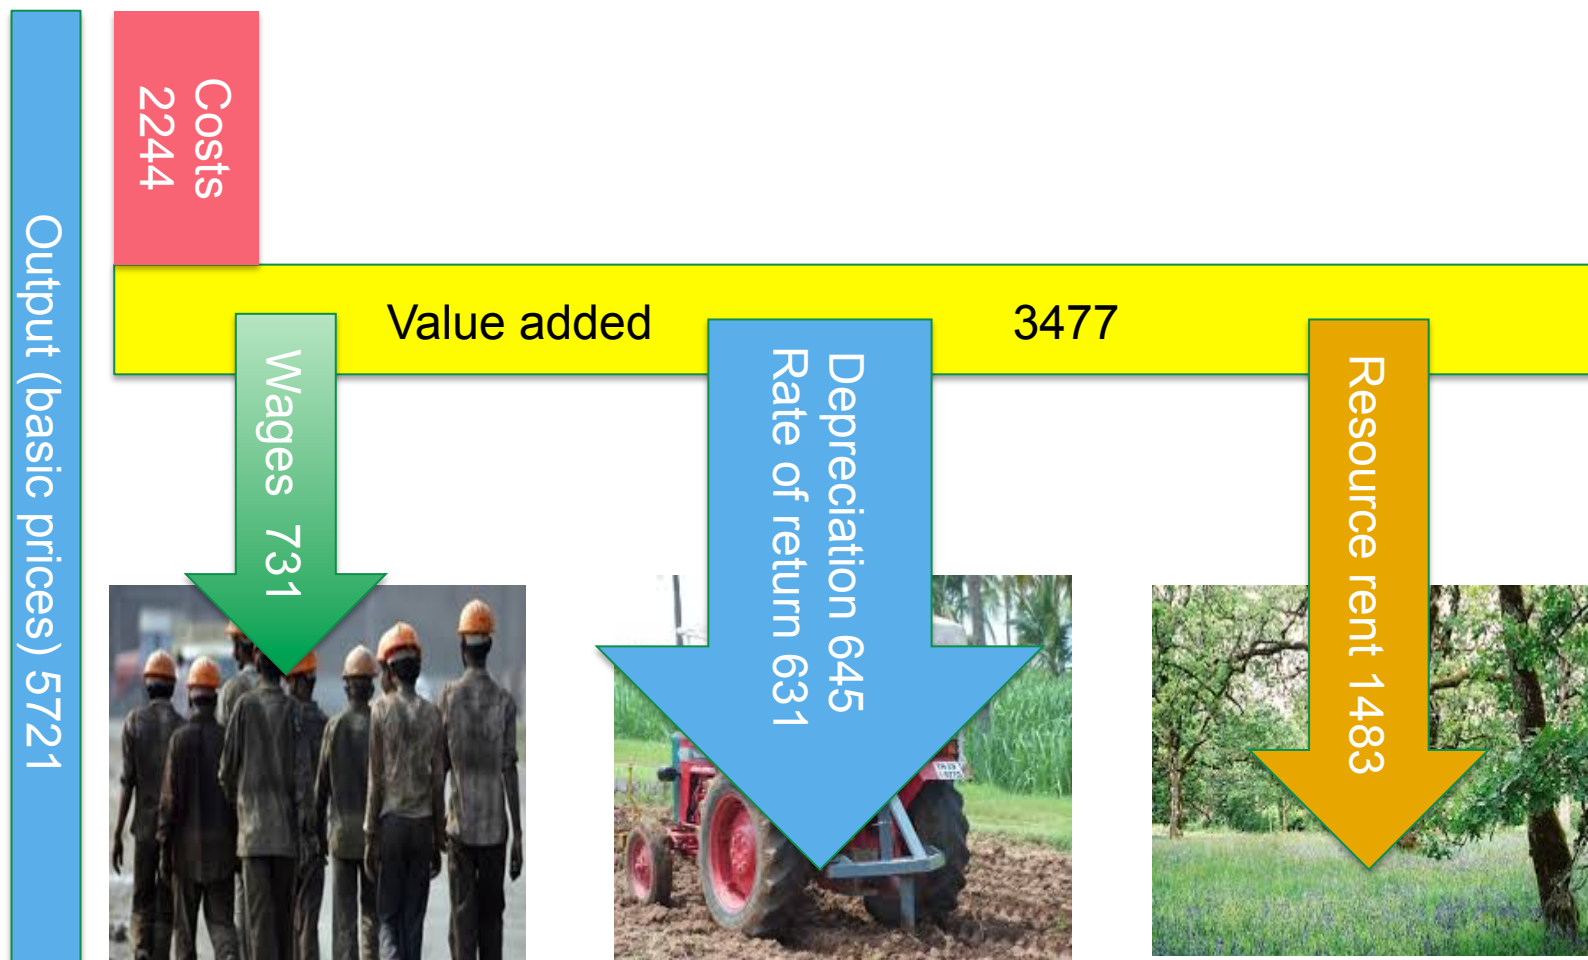 Output (basic prices) 5721
Costs
2244
Value added 3477
Wages 731
Depreciation 645
Rate of return 631
Resource rent 1483